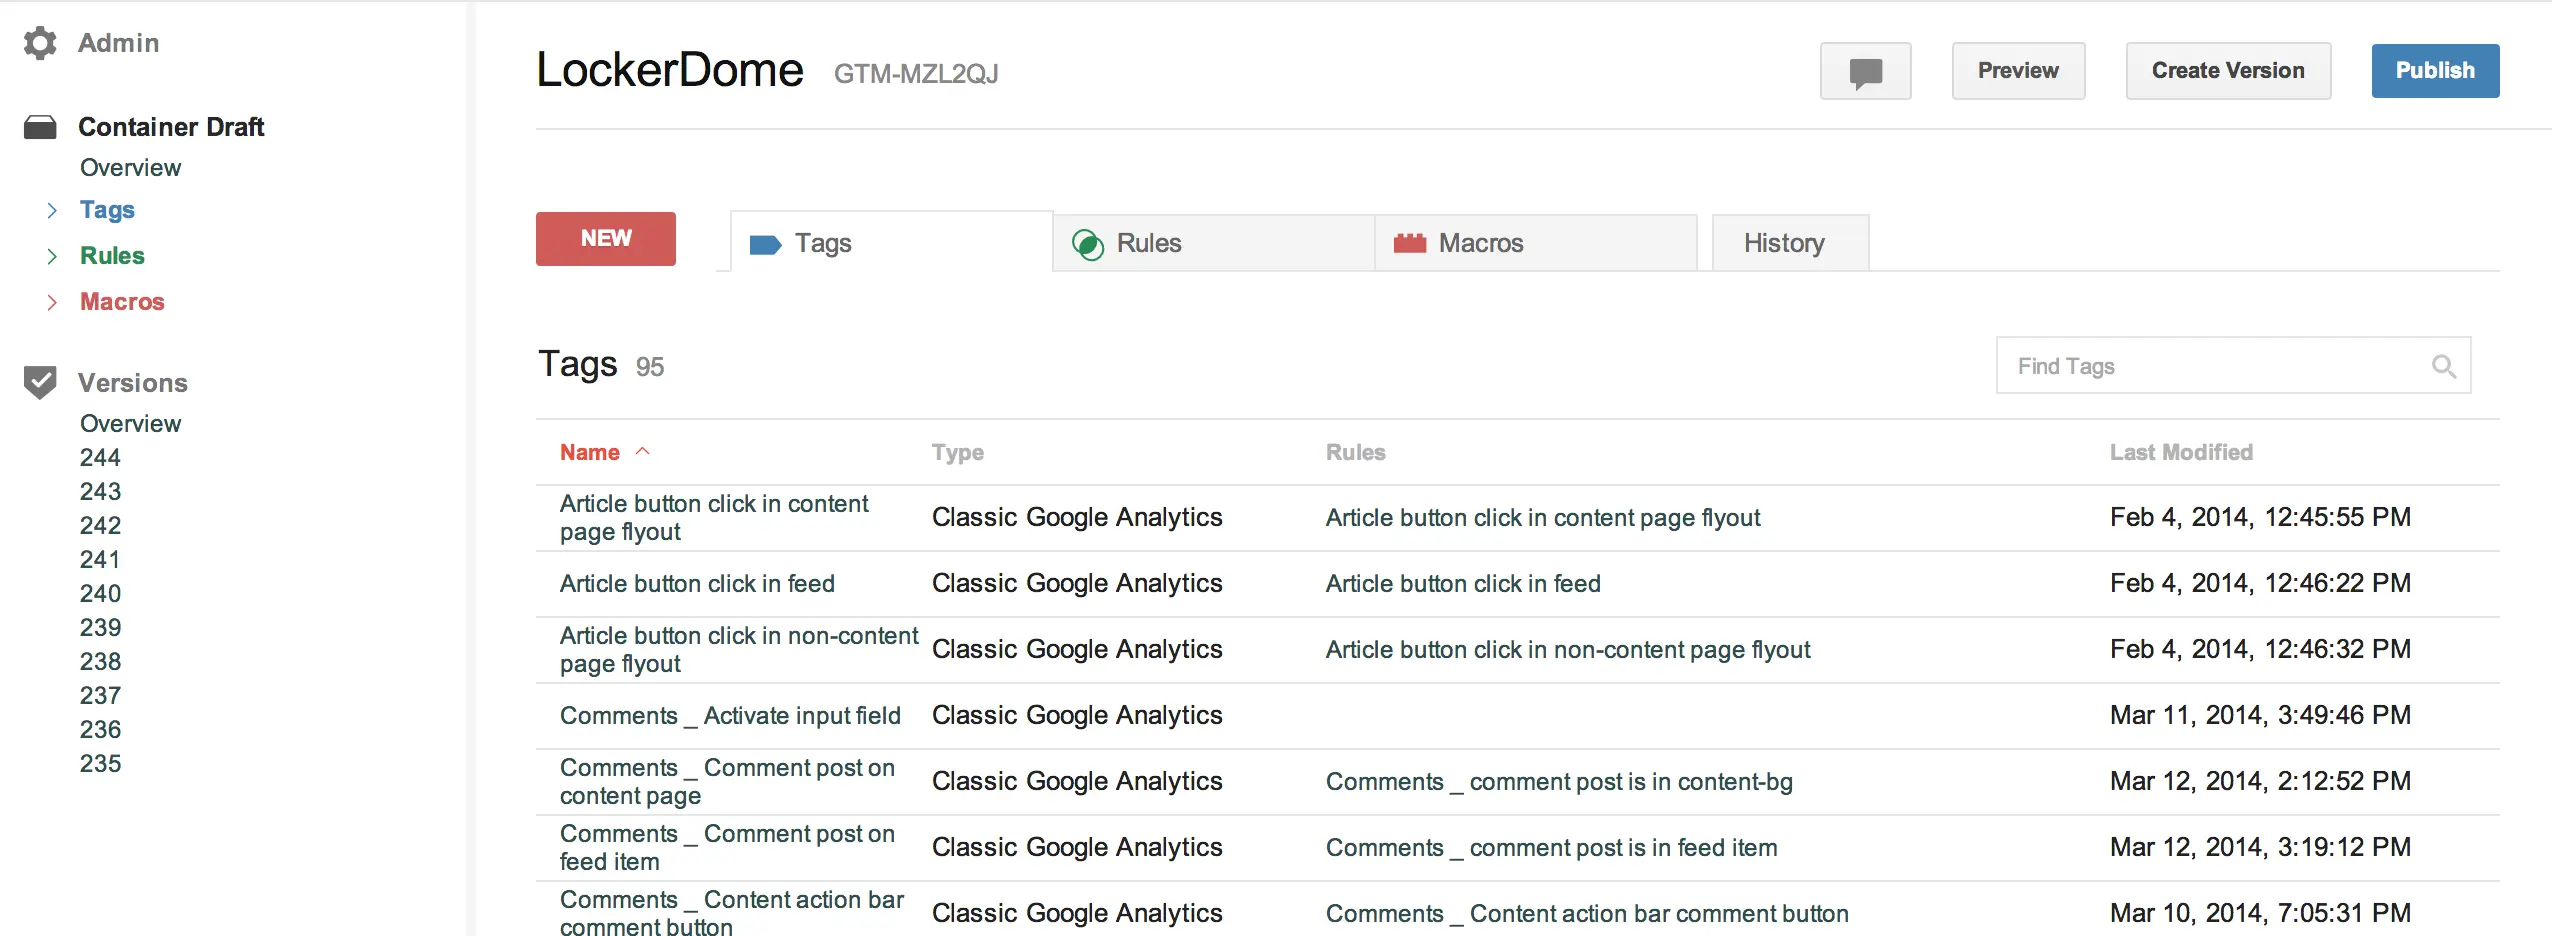 Admin
Container Draft
Overview
Tags
Rules
Macros
Versions
Overview
244
243
242
241
240
239
238
237
236
235
LockerDome GTM-MZL2QJ
Preview
Create Version
Publish
NEW
Tags
Rules
Macros
History
Tags 95
Find Tags
Name Type Rules Last Modified
Article button click in content
page flyout
Classic Google Analytics
Article button click in content page flyout
Feb 4, 2014, 12:45:55 PM
Article button click in feed
Classic Google Analytics
Article button click in feed
Feb 4, 2014, 12:46:22 PM
Article button click in non-content
page flyout
Classic Google Analytics
Article button click in non-content page flyout
Feb 4, 2014, 12:46:32 PM
Comments _ Activate input field
Classic Google Analytics
Mar 11, 2014, 3:49:46 PM
Comments _ Comment post on
content page
Classic Google Analytics
Comments _ comment post is in content-bg
Mar 12, 2014, 2:12:52 PM
Comments _ Comment post on
feed item
Classic Google Analytics
Comments _ comment post is in feed item
Mar 12, 2014, 3:19:12 PM
Comments _ Content action bar
comment button
Classic Google Analytics
Comments _ Content action bar comment button
Mar 10, 2014, 7:05:31 PM